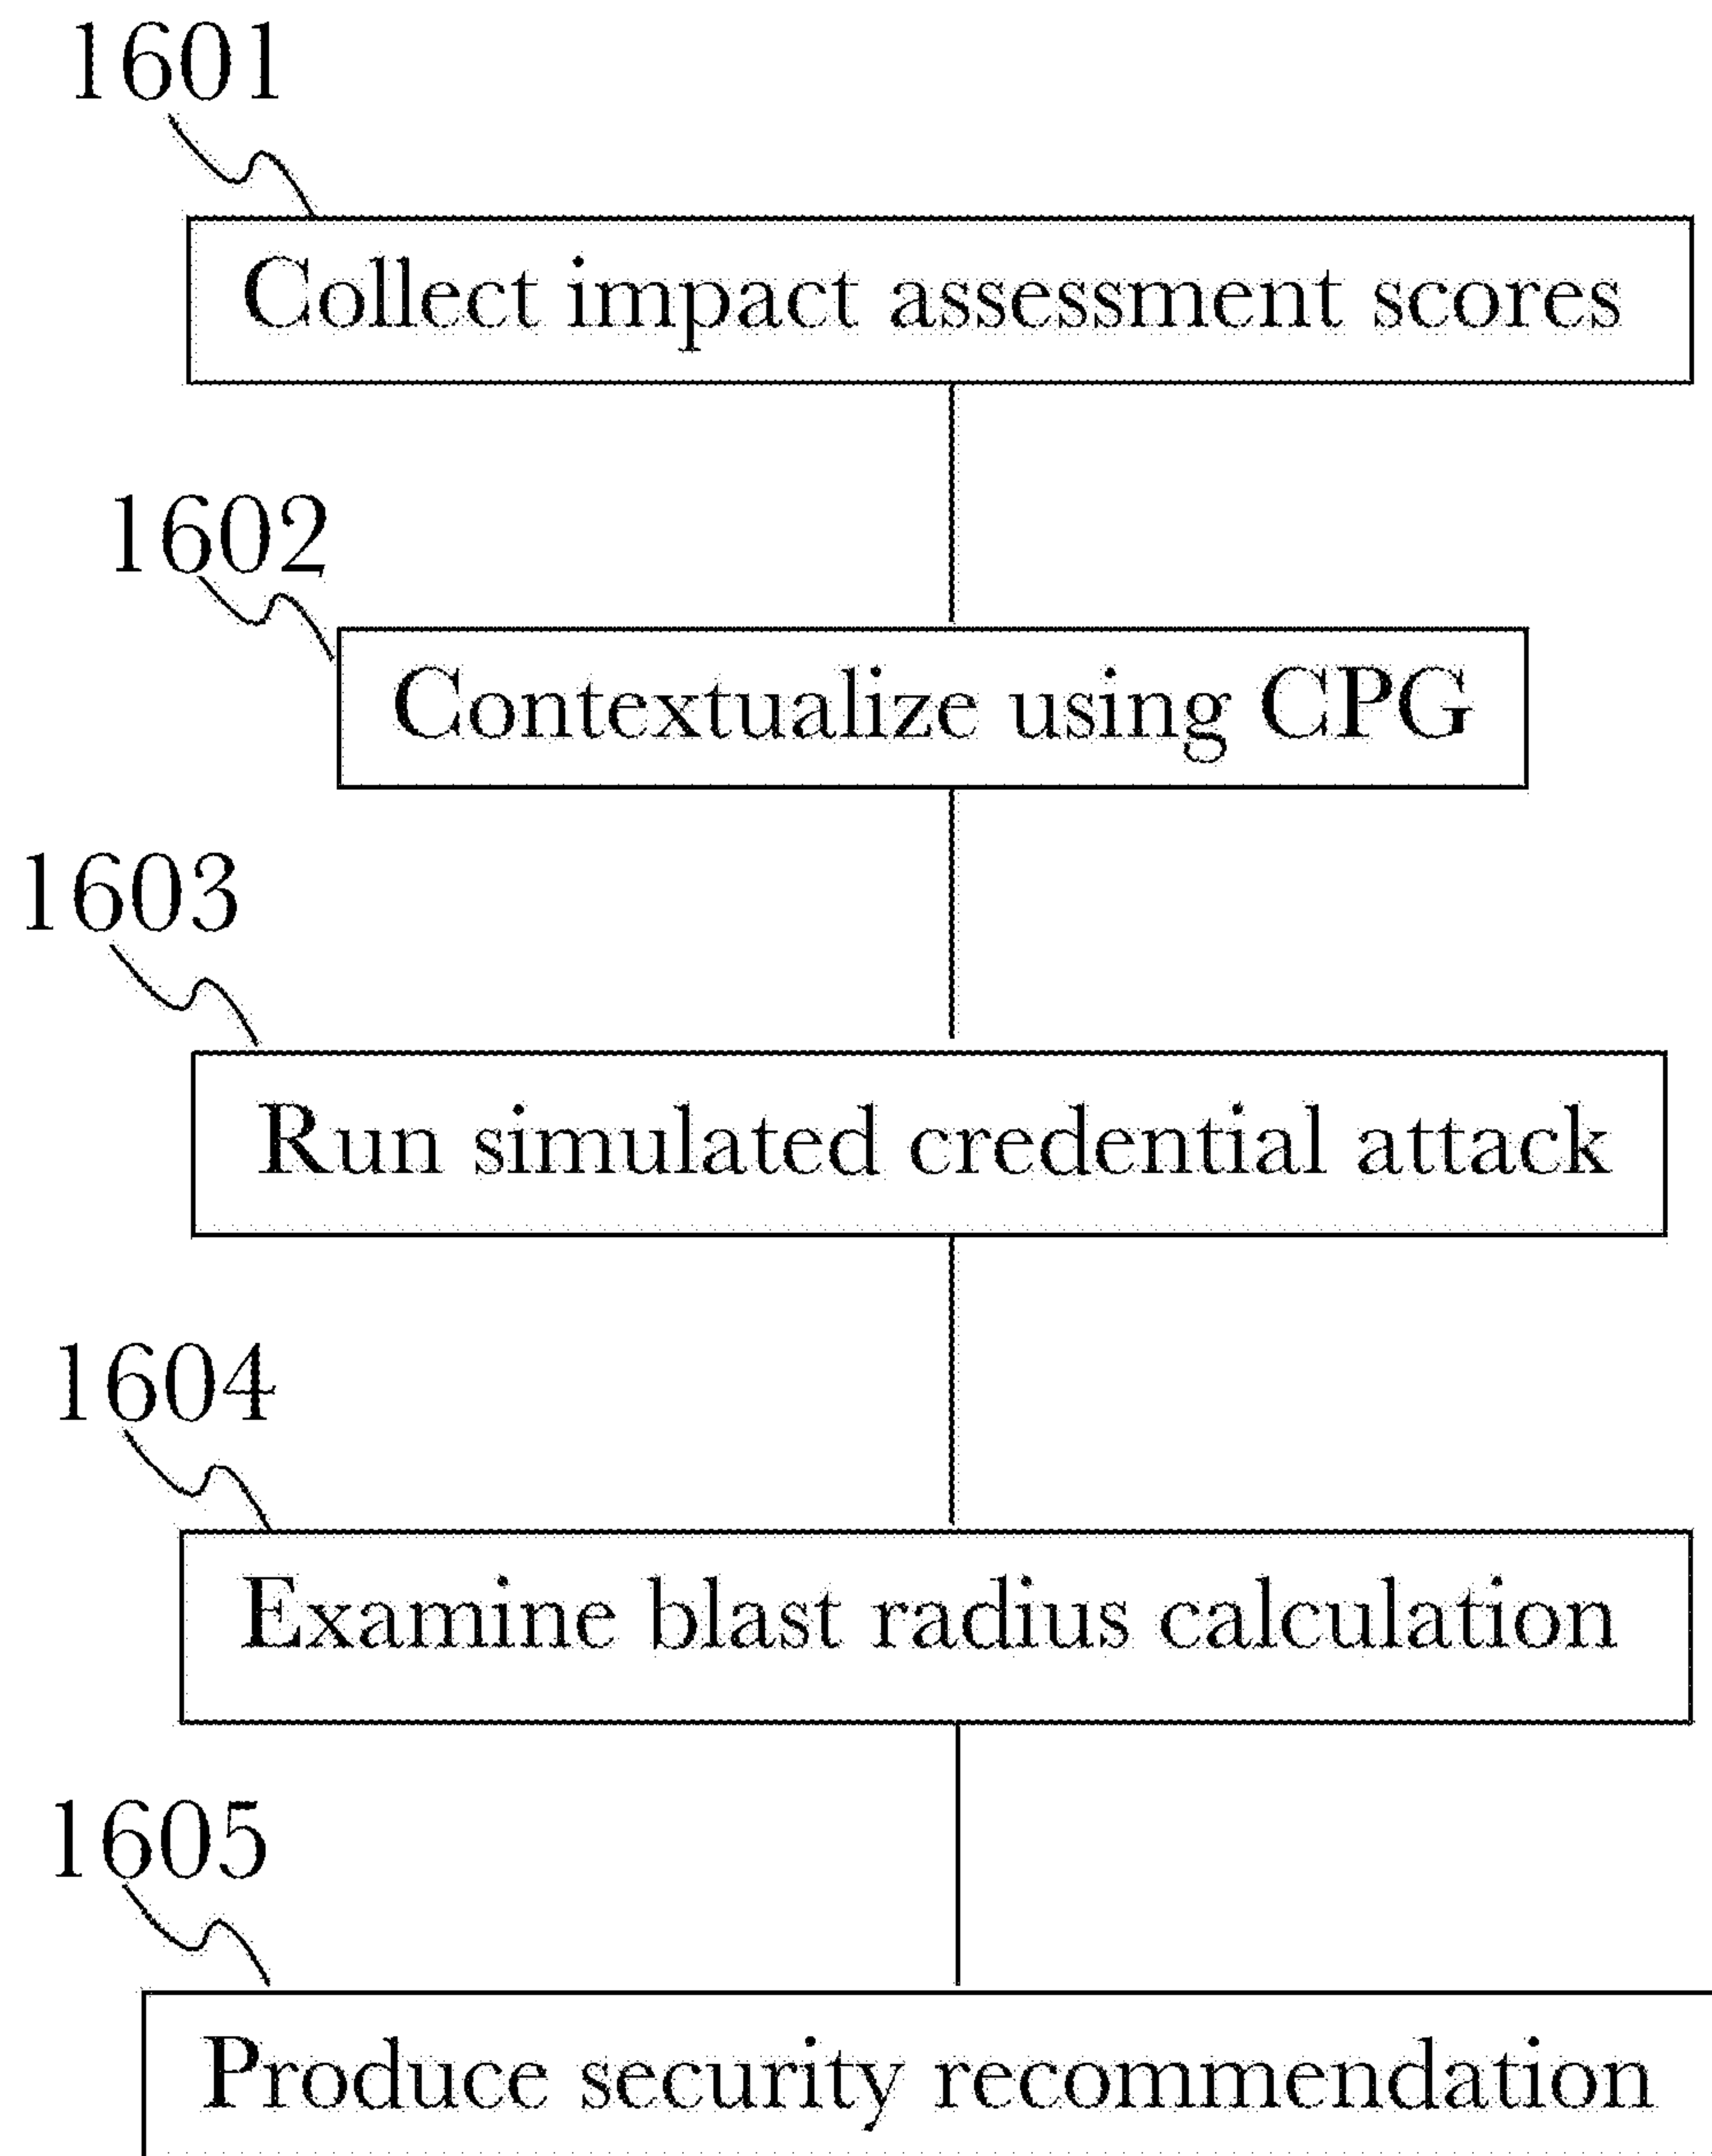 1601
Collect impact assessment scores
1602
Contextualize using CPG
1603
Run simulated credential attack
1604
Examine blast radius calculation
1605
Produce security recommendation